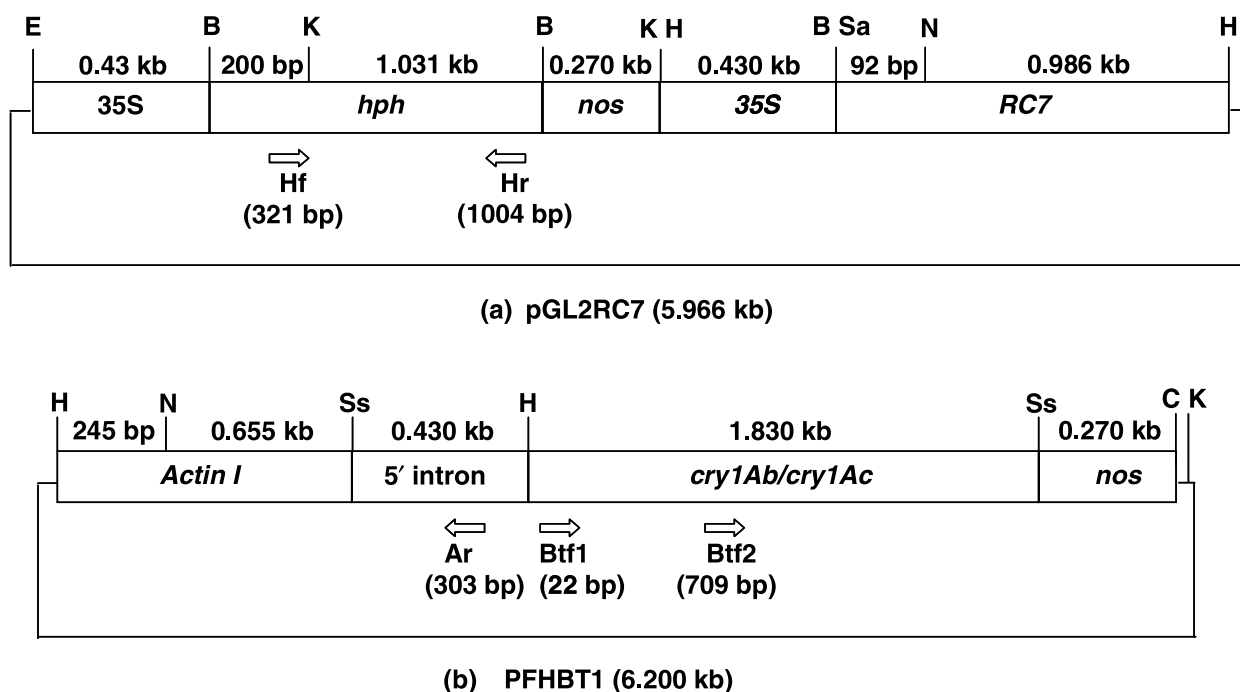 E B K B K H B Sa N H
0.43 kb 200 bp 1.031 kb 0.270 kb 0.430 kb 92 bp 0.986 kb
35S hph nos 35S RC7
Hf Hr
(321 bp) (1004 bp)
(a) pGL2RC7 (5.966 kb)
H N Ss H Ss C K
245 bp 0.655 kb 0.430 kb 1.830 kb 0.270 kb
Actin I 5′ intron cry1Ab/cry1Ac nos
Ar Btf1 Btf2
(303 bp) (22 bp) (709 bp)
(b) PFHBT1 (6.200 kb)